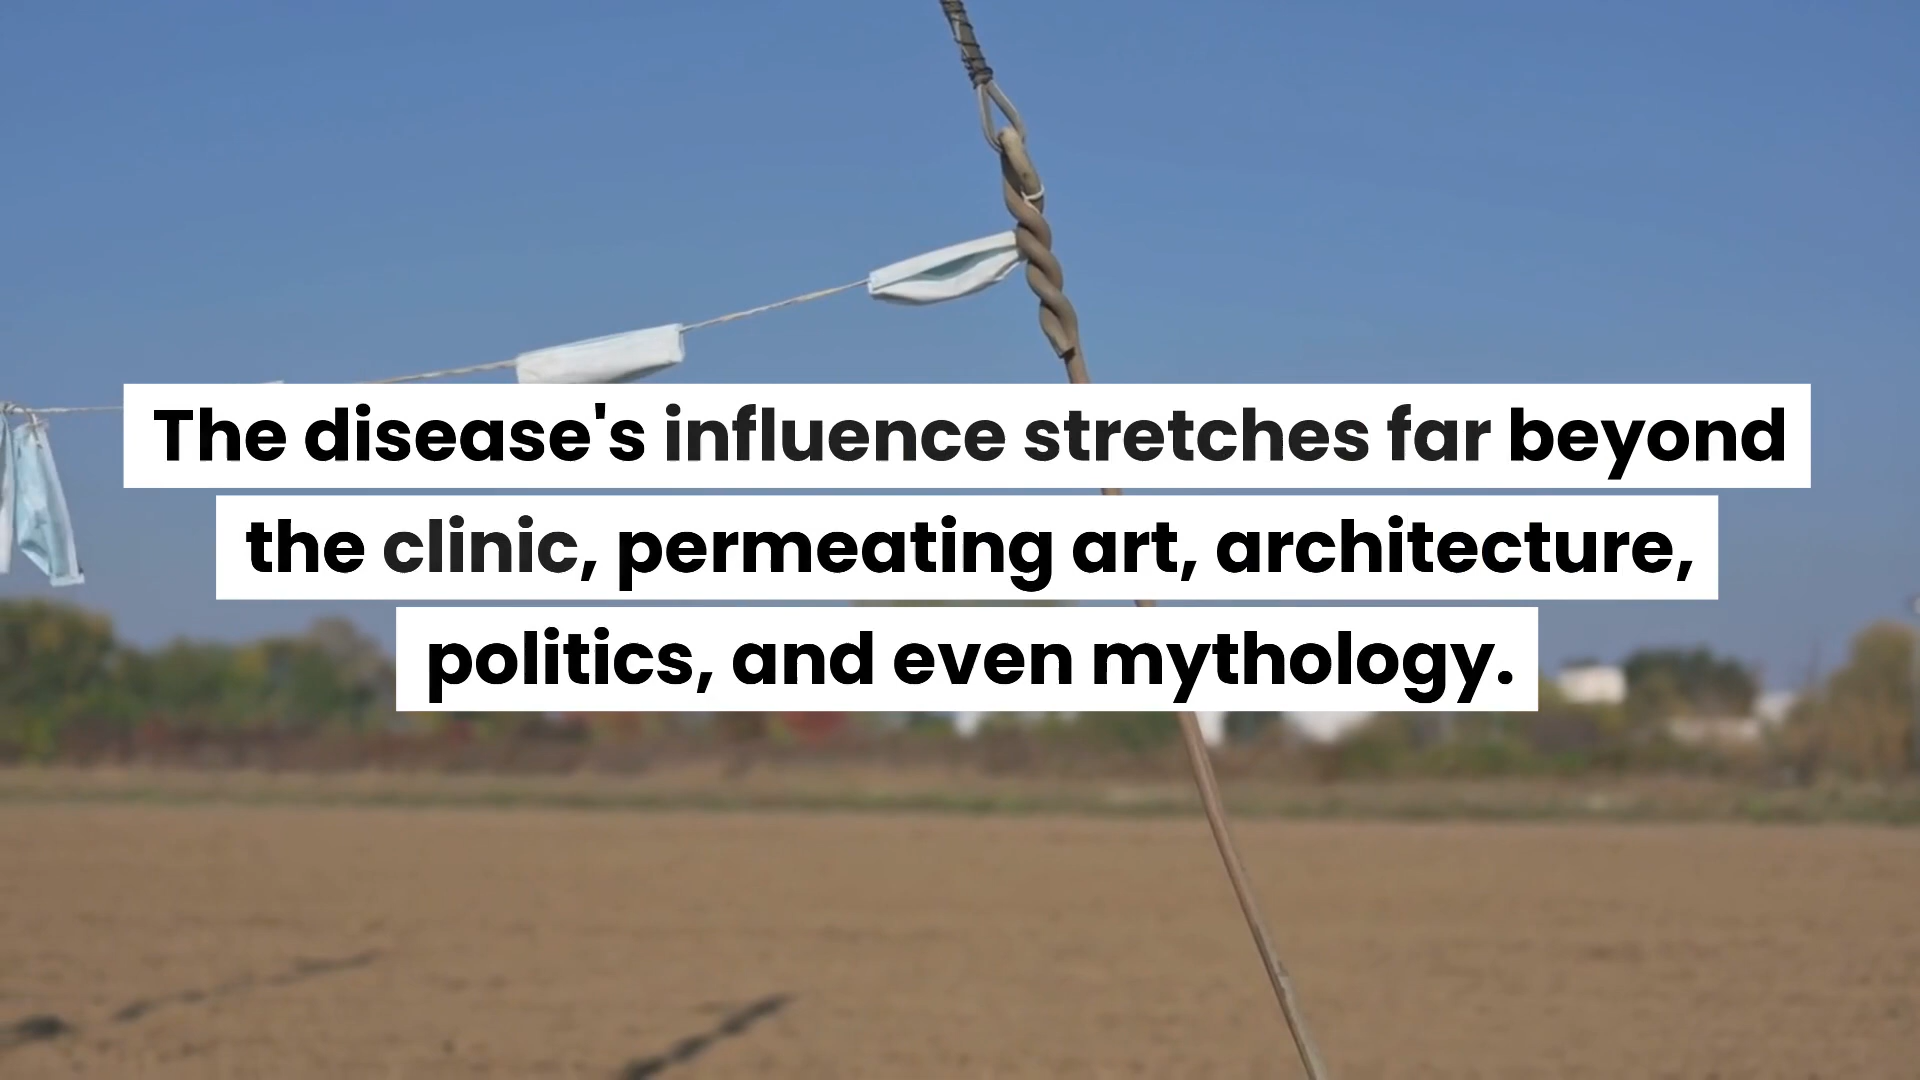 The disease's influence stretches far beyond
the clinic, permeating art, architecture,
politics, and even mythology.